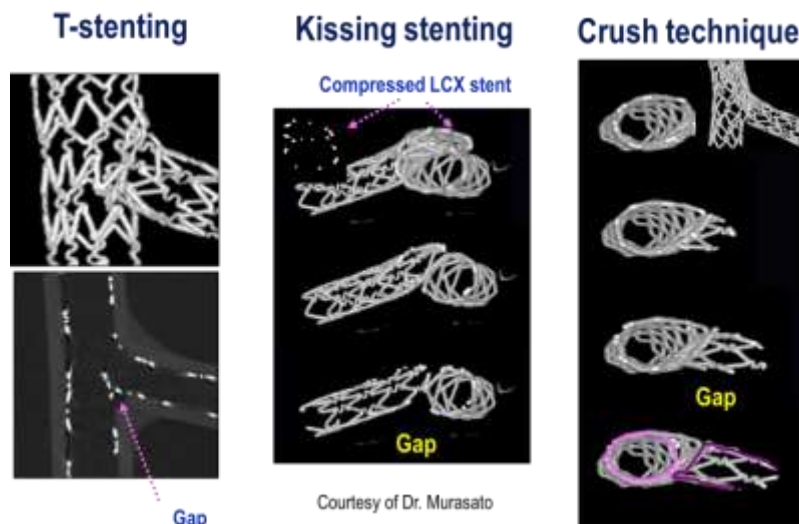 T-stenting
Gap
Kissing stenting
Compressed LCX stent
Gap
Courtesy of Dr. Murasato
Crush technique
Gap